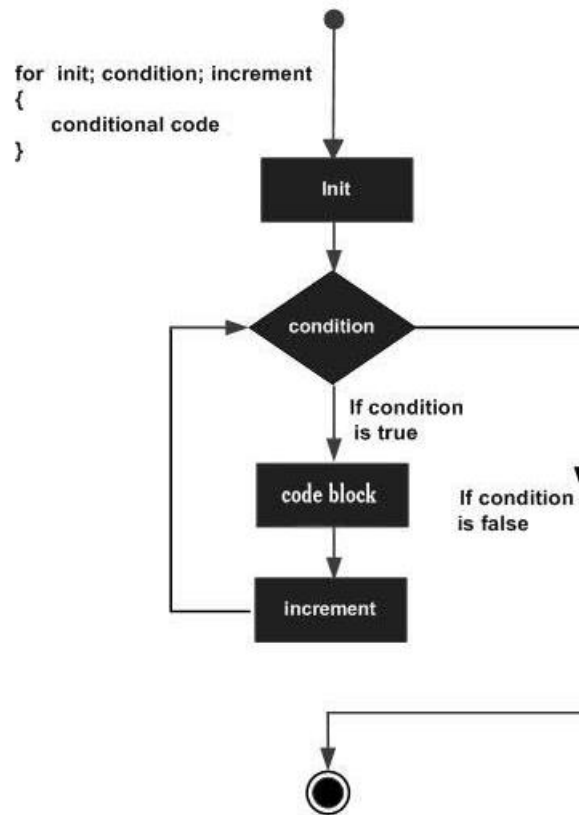 for init; condition; increment
{
conditional code
}
Init
condition
If condition
is true
code block
If condition
is false
increment